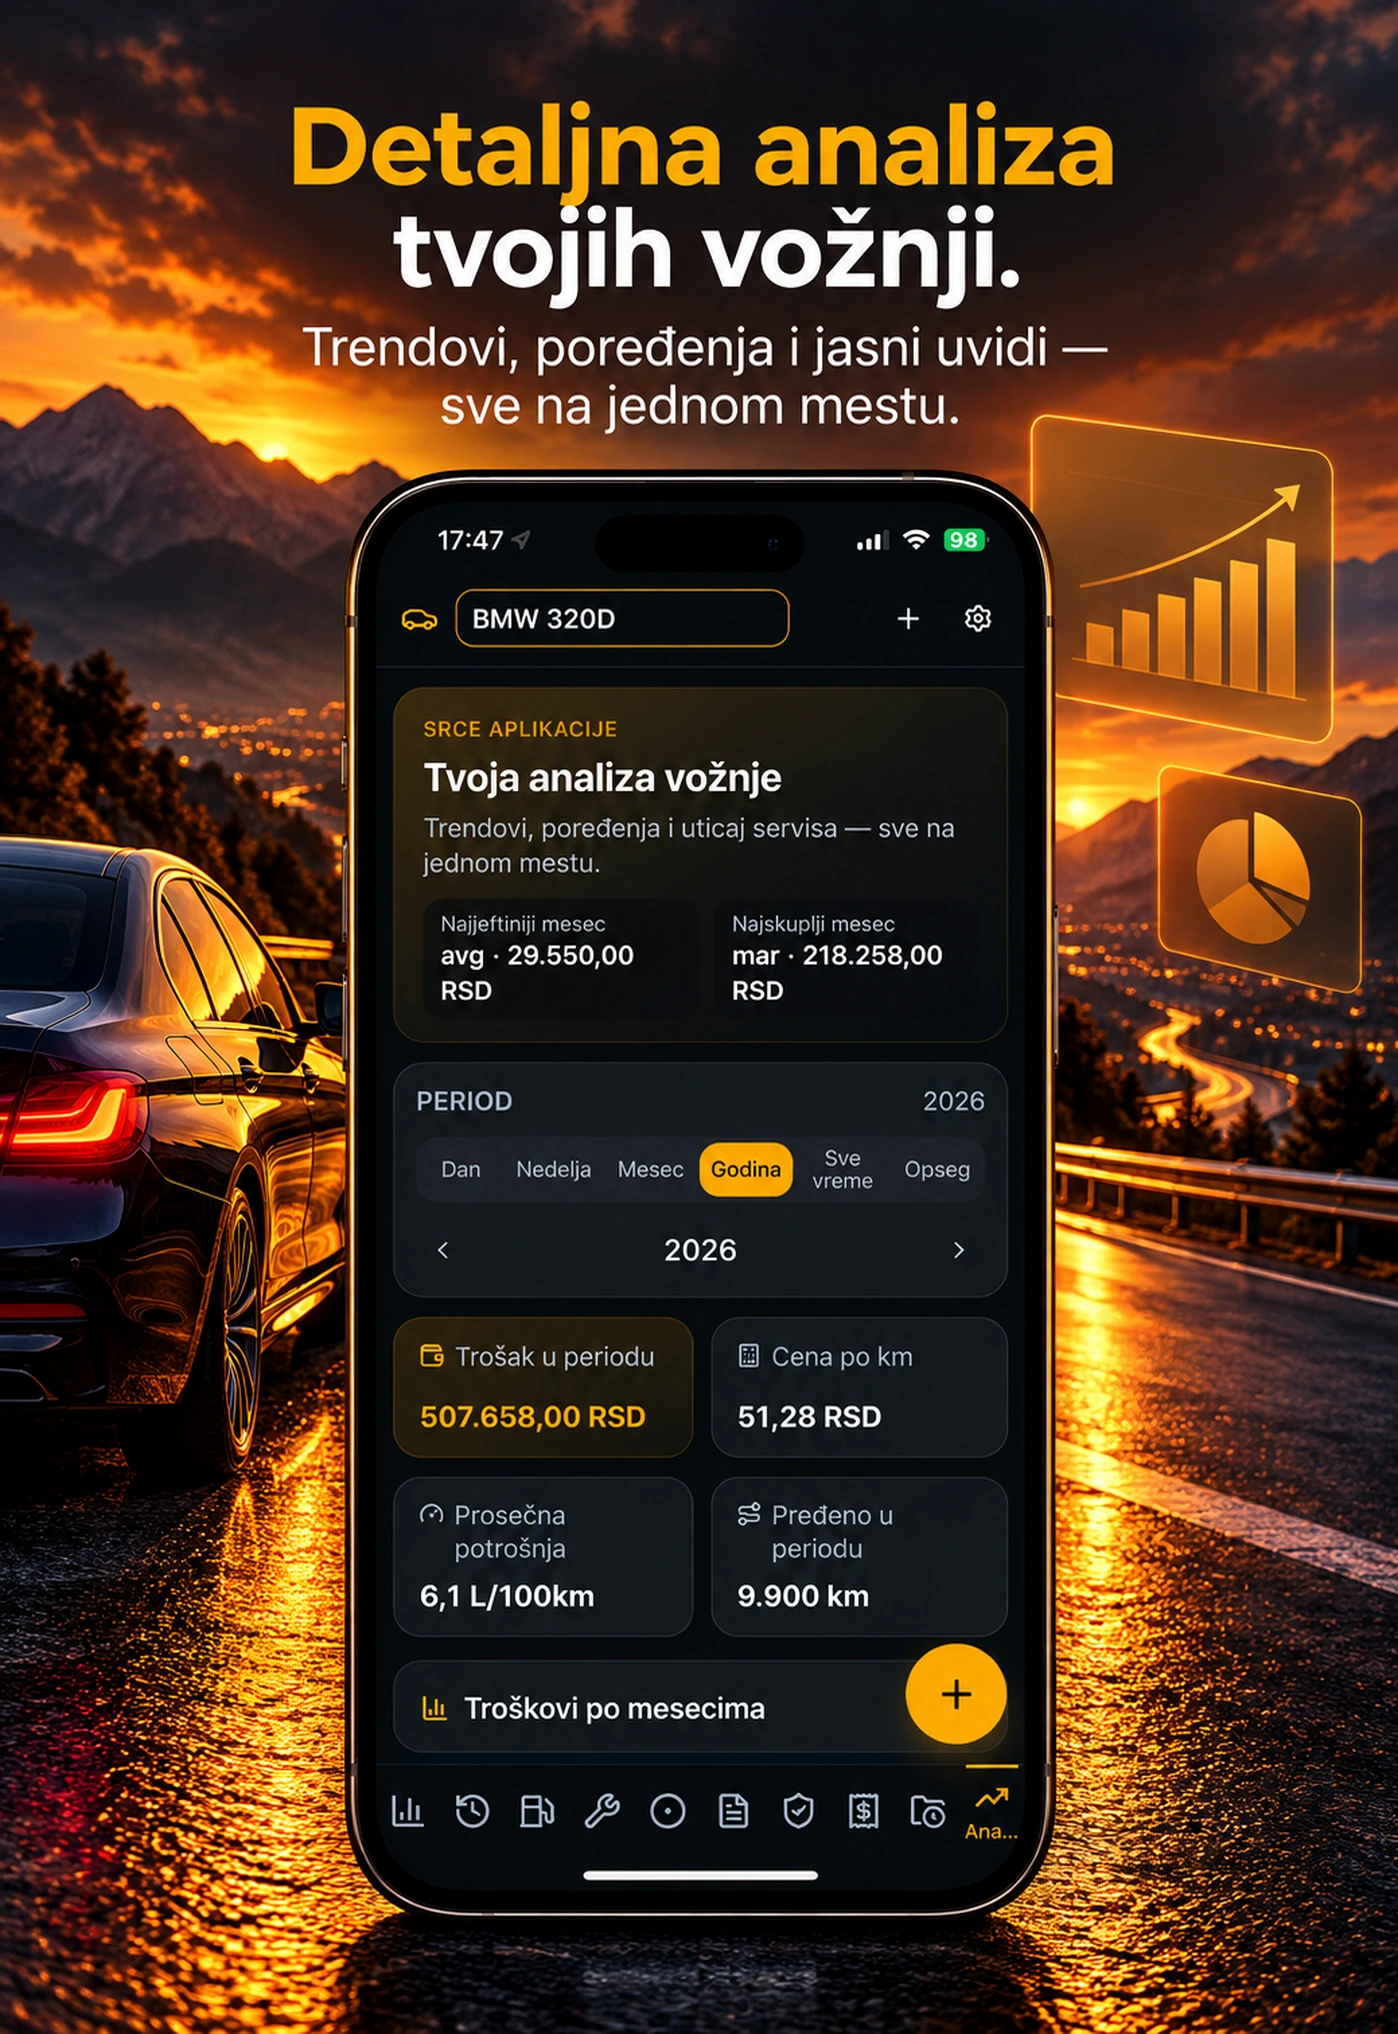 Detaljna analiza
tvojih vožnji.
Trendovi, poređenja i jasni uvidi —
sve na jednom mestu.
17:47
98
BMW 320D
SRCE APLIKACIJE
Tvoja analiza vožnje
Trendovi, poređenja i uticaj servisa — sve na
jednom mestu.
Najjeftiniji mesec
avg · 29.550,00
RSD
Najskuplji mesec
mar · 218.258,00
RSD
PERIOD
2026
Dan
Nedelja
Mesec
Godina
Sve
vreme
Opseg
2026
Trošak u periodu
507.658,00 RSD
Cena po km
51,28 RSD
Prosečna
potrošnja
6,1 L/100km
Pređeno u
periodu
9.900 km
Troškovi po mesecima
Ana...